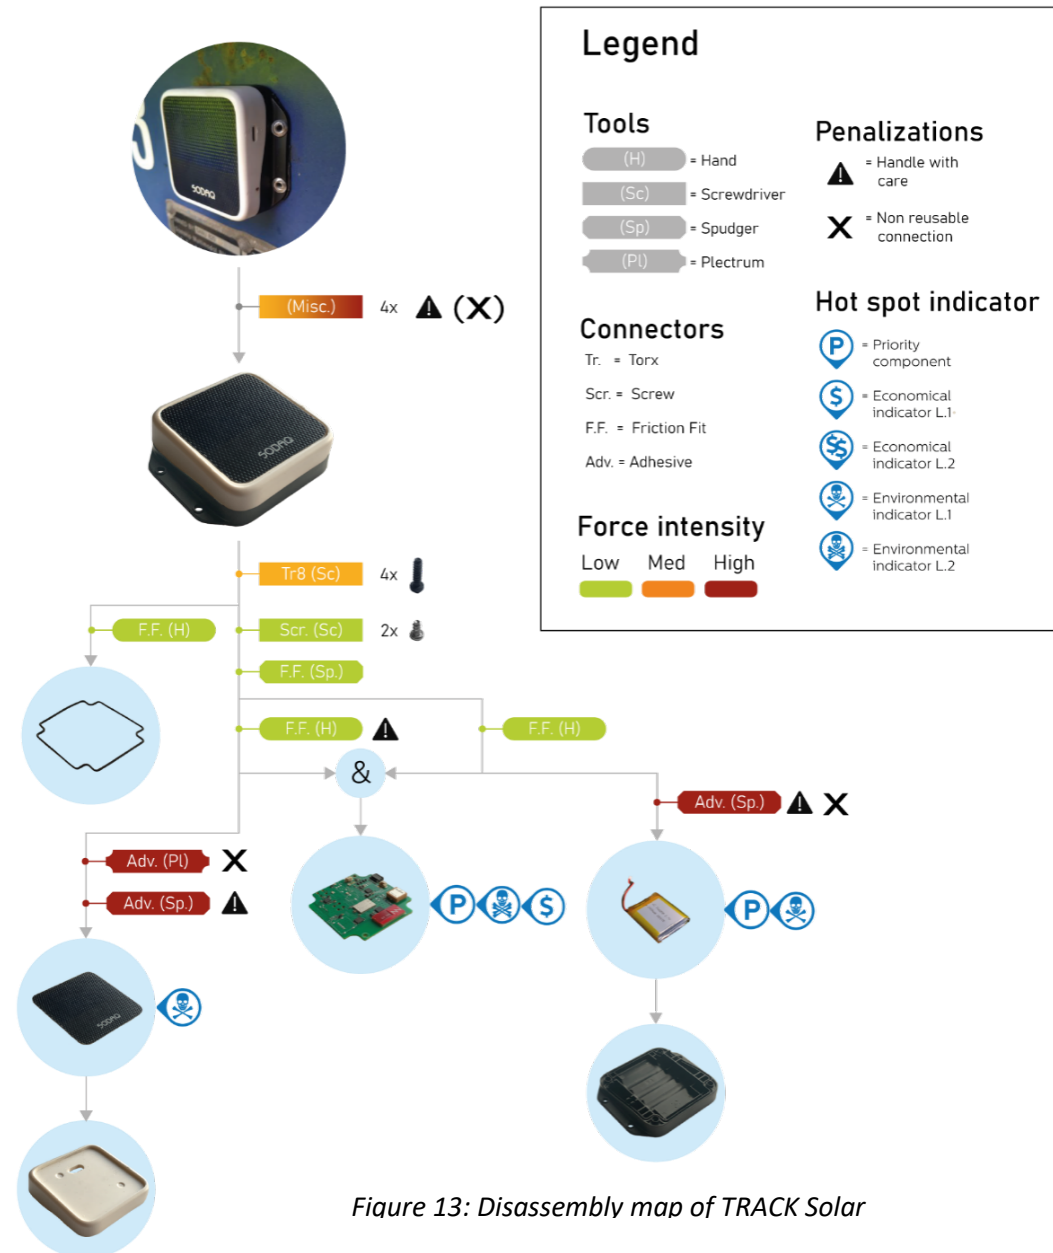 Legend
Tools
(H) = Hand
(Sc) = Screwdriver
(Sp) = Spudger
(Pl) = Plectrum
Penalizations
= Handle with
care
= Non reusable
connection
Connectors
Tr. = Torx
Scr. = Screw
F.F. = Friction Fit
Adv. = Adhesive
Hot spot indicator
P = Priority
component
$ = Economical
indicator L.1
$$ = Economical
indicator L.2
= Environmental
indicator L.1
= Environmental
indicator L.2
Force intensity
Low Med High
SODAQ
(Misc.) 4x (X)
SODAQ
Tr8 (Sc) 4x
F.F. (H)
Scr. (Sc) 2x
F.F. (Sp.)
F.F. (H)
F.F. (H)
&
Adv. (Sp.) X
Adv. (Pl) X
Adv. (Sp.)
P $
P
SODAQ
Figure 13: Disassembly map of TRACK Solar